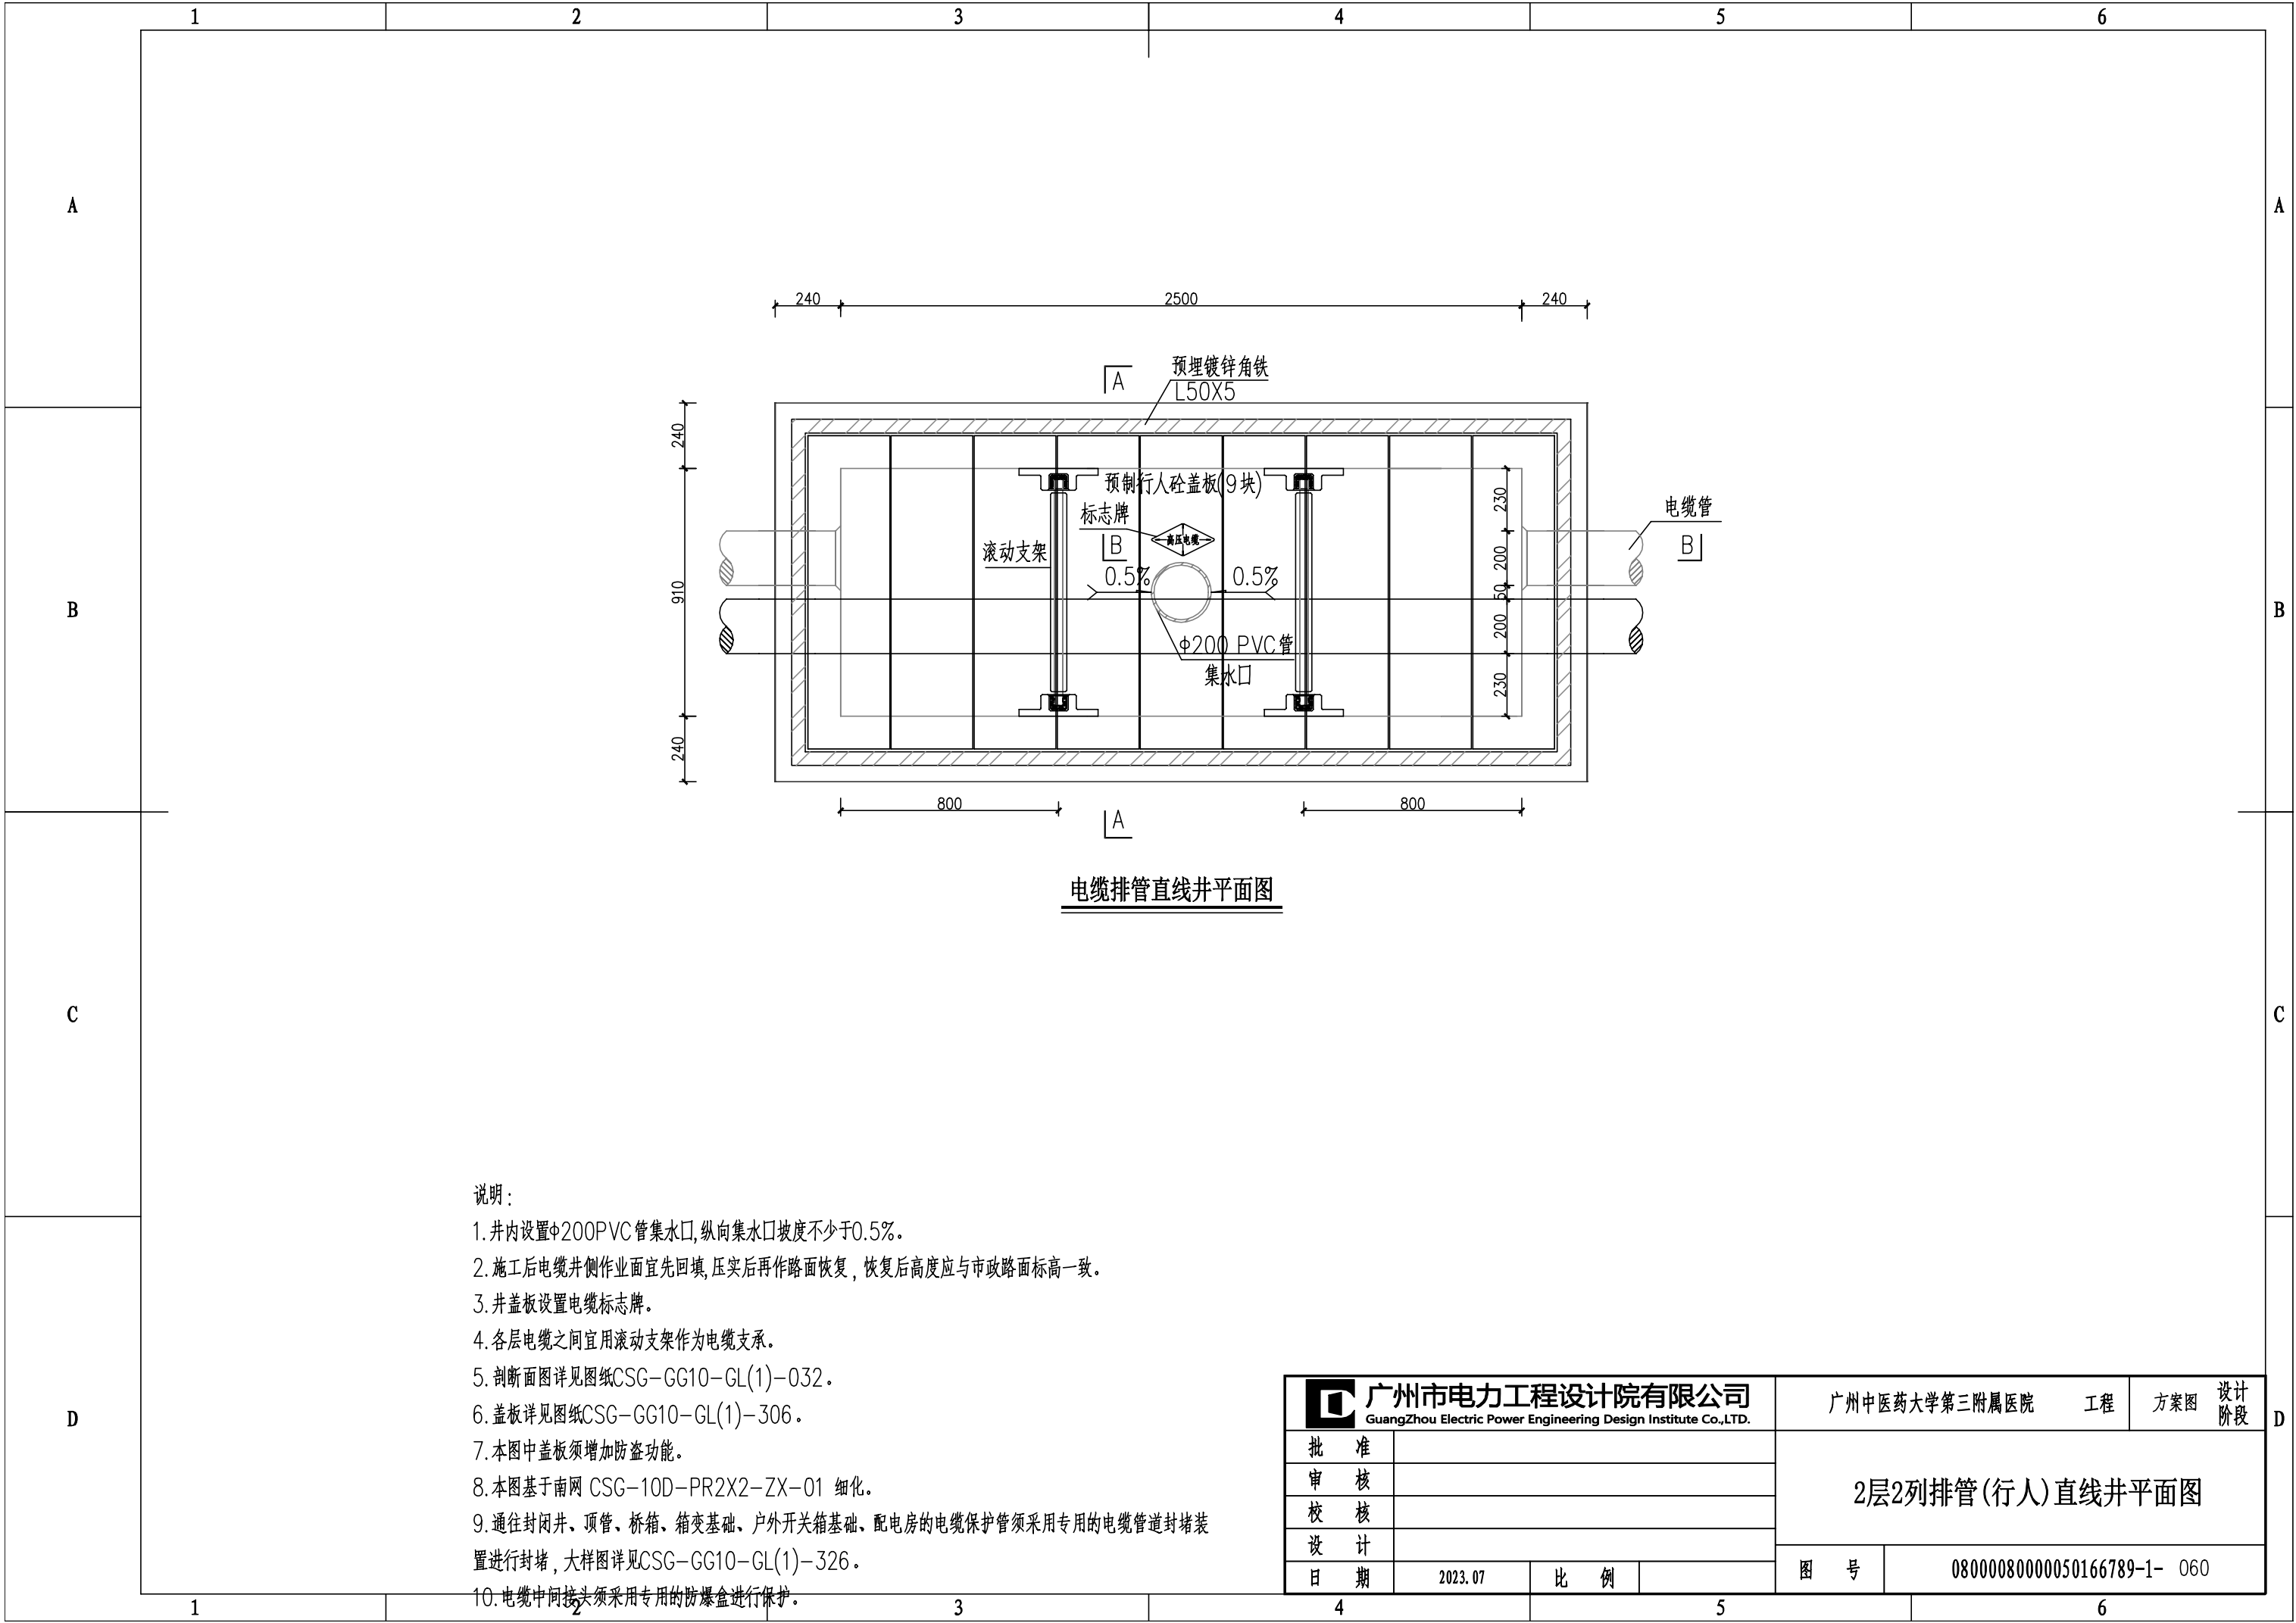 1 2 3 4 5 6
A A
240 2500 240
A
预埋镀锌角铁
L50X5
240
预制行人砼盖板(9块)
230
标志牌
电缆管
滚动支架
B
高压电缆
200
B
0.5% 0.5%
910
50
B B
200
Φ200 PVC管
集水口
230
240
800 800
A
电缆排管直线井平面图
C C
说明：
1.井内设置Φ200PVC管集水口,纵向集水口坡度不少于0.5%。
2.施工后电缆井侧作业面宜先回填,压实后再作路面恢复，恢复后高度应与市政路面标高一致。
3.井盖板设置电缆标志牌。
4.各层电缆之间宜用滚动支架作为电缆支承。
5.剖断面图详见图纸CSG-GG10-GL(1)-032。
6.盖板详见图纸CSG-GG10-GL(1)-306。
7.本图中盖板须增加防盗功能。
8.本图基于南网 CSG-10D-PR2X2-ZX-01 细化。
9.通往封闭井、顶管、桥箱、箱变基础、户外开关箱基础、配电房的电缆保护管须采用专用的电缆管道封堵装
置进行封堵，大样图详见CSG-GG10-GL(1)-326。
10.电缆中间接头须采用专用的防爆盒进行保护。
D D
广州市电力工程设计院有限公司
GuangZhou Electric Power Engineering Design Institute Co.,LTD.
广州中医药大学第三附属医院 工程 方案图 设计
阶段
批 准
审 核
校 核
设 计
日 期 2023.07 比 例
2层2列排管(行人)直线井平面图
图 号 08000080000050166789-1- 060
1 2 3 4 5 6